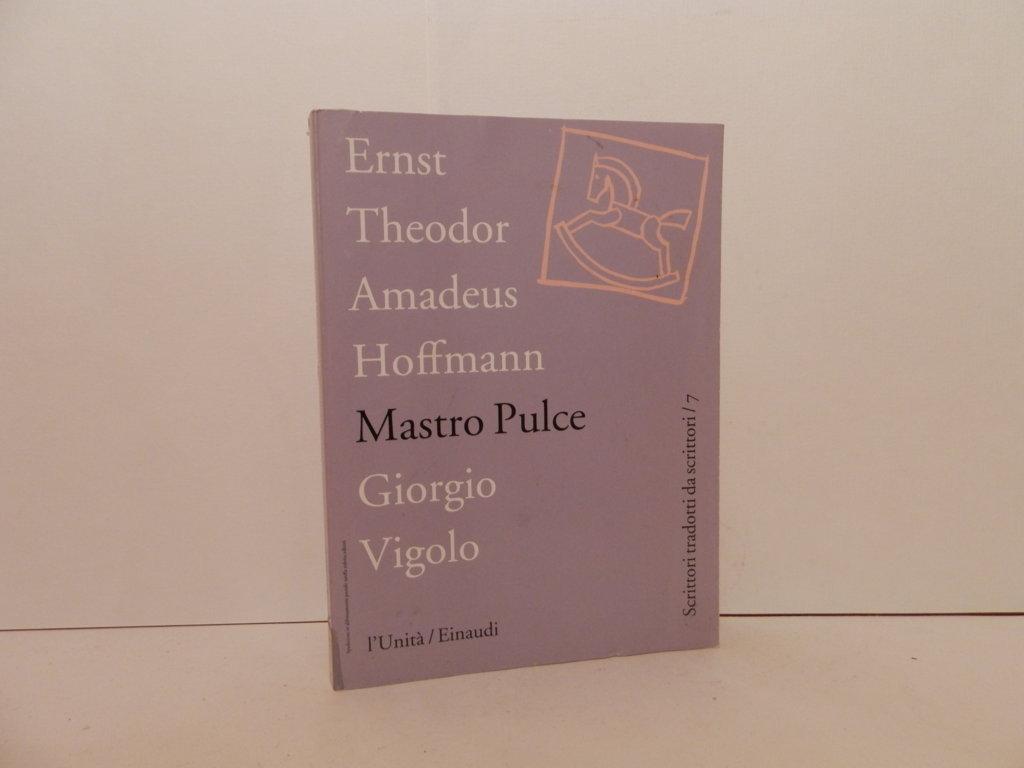 Ernst
Theodor
Amadeus
Hoffmann
Mastro Pulce
Giorgio
Vigolo
l'Unità / Einaudi
Scrittori tradotti da scrittori / 7